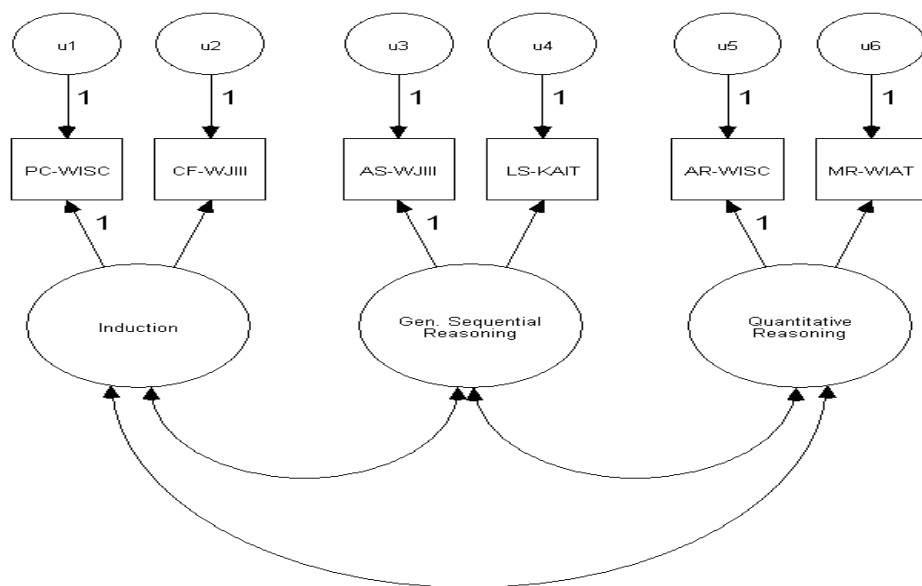 u1
u2
u3
u4
u5
u6
1
1
1
1
1
1
PC-WISC
CF-WJIII
AS-WJIII
LS-KAIT
AR-WISC
MR-WIAT
1
1
1
Induction
Gen. Sequential
Reasoning
Quantitative
Reasoning